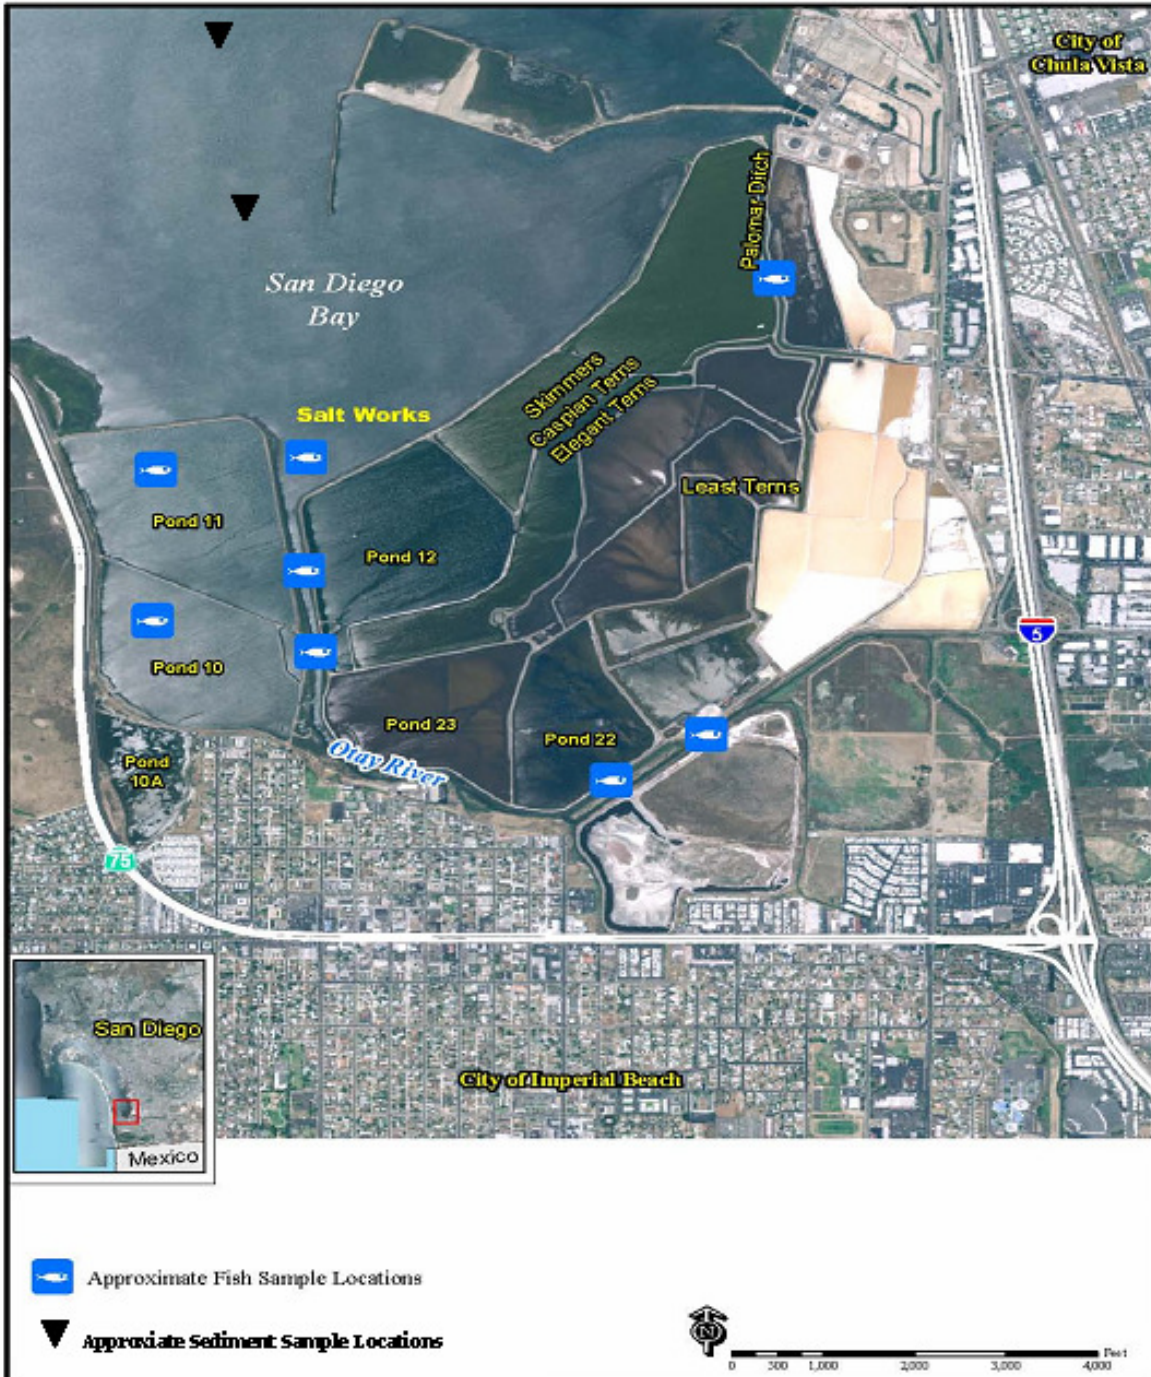 City of
Chula Vista
Palomar Ditch
San Diego
Bay
Skimmers
Caspian Terns
Elegant Terns
Salt Works
Least Terns
Pond 11
Pond 12
5
Pond 10
Pond 23
Pond 22
Otay River
Pond
10A
75
San Diego
City of Imperial Beach
Mexico
Approximate Fish Sample Locations
Approxiate Sediment Sample Locations
N
Feet
0 500 1,000 2,000 3,000 4,000